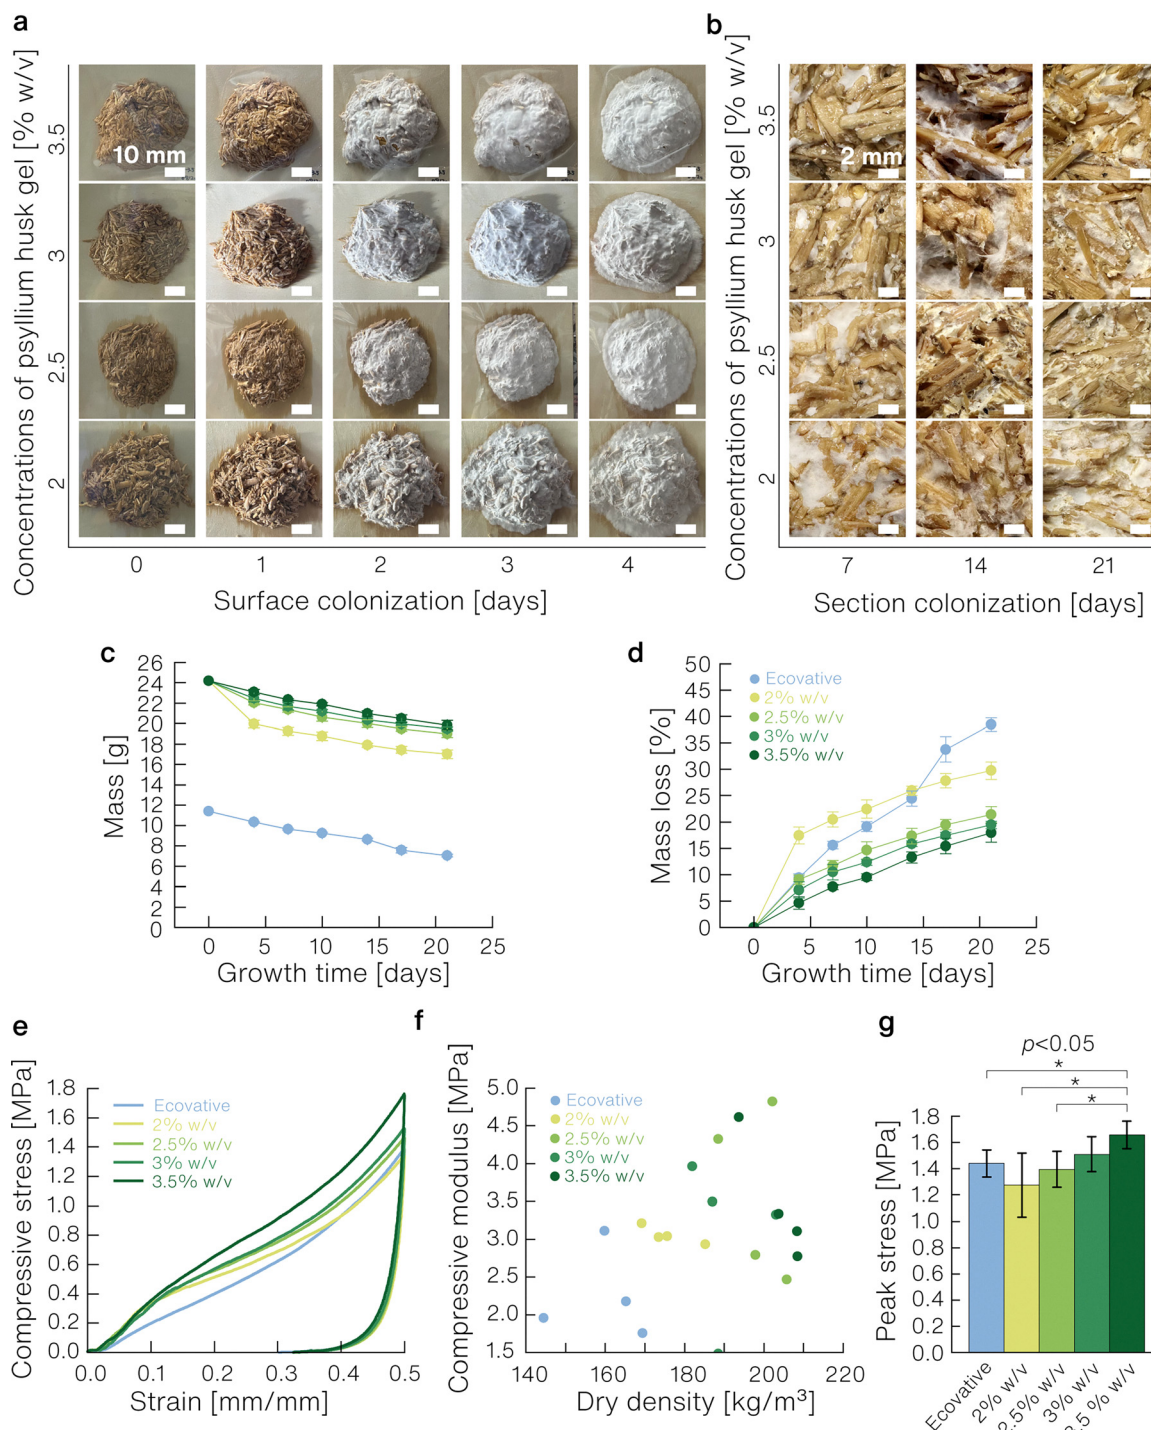 a
Concentrations of psyllium husk gel [% w/v]
3.5
3
2.5
2
10 mm
0 1 2 3 4
Surface colonization [days]
b
Concentrations of psyllium husk gel [% w/v]
3.5
3
2.5
2
2 mm
7 14 21
Section colonization [days]
c
Mass [g]
26
24
22
20
18
16
14
12
10
8
6
4
2
0
0 5 10 15 20 25
Growth time [days]
d
Mass loss [%]
50
45
40
35
30
25
20
15
10
5
0
Ecovative
2% w/v
2.5% w/v
3% w/v
3.5% w/v
0 5 10 15 20 25
Growth time [days]
e
Compressive stress [MPa]
1.8
1.6
1.4
1.2
1.0
0.8
0.6
0.4
0.2
0.0
Ecovative
2% w/v
2.5% w/v
3% w/v
3.5% w/v
0.0 0.1 0.2 0.3 0.4 0.5
Strain [mm/mm]
f
Compressive modulus [MPa]
5.0
4.5
4.0
3.5
3.0
2.5
2.0
1.5
Ecovative
2% w/v
2.5% w/v
3% w/v
3.5% w/v
140 160 180 200 220
Dry density [kg/m³]
g
p<0.05
*
*
*
Peak stress [MPa]
1.8
1.6
1.4
1.2
1.0
1.8
1.6
0.4
0.2
0.0
Ecovative
2% w/v
2.5% w/v
3% w/v
3.5 % w/v